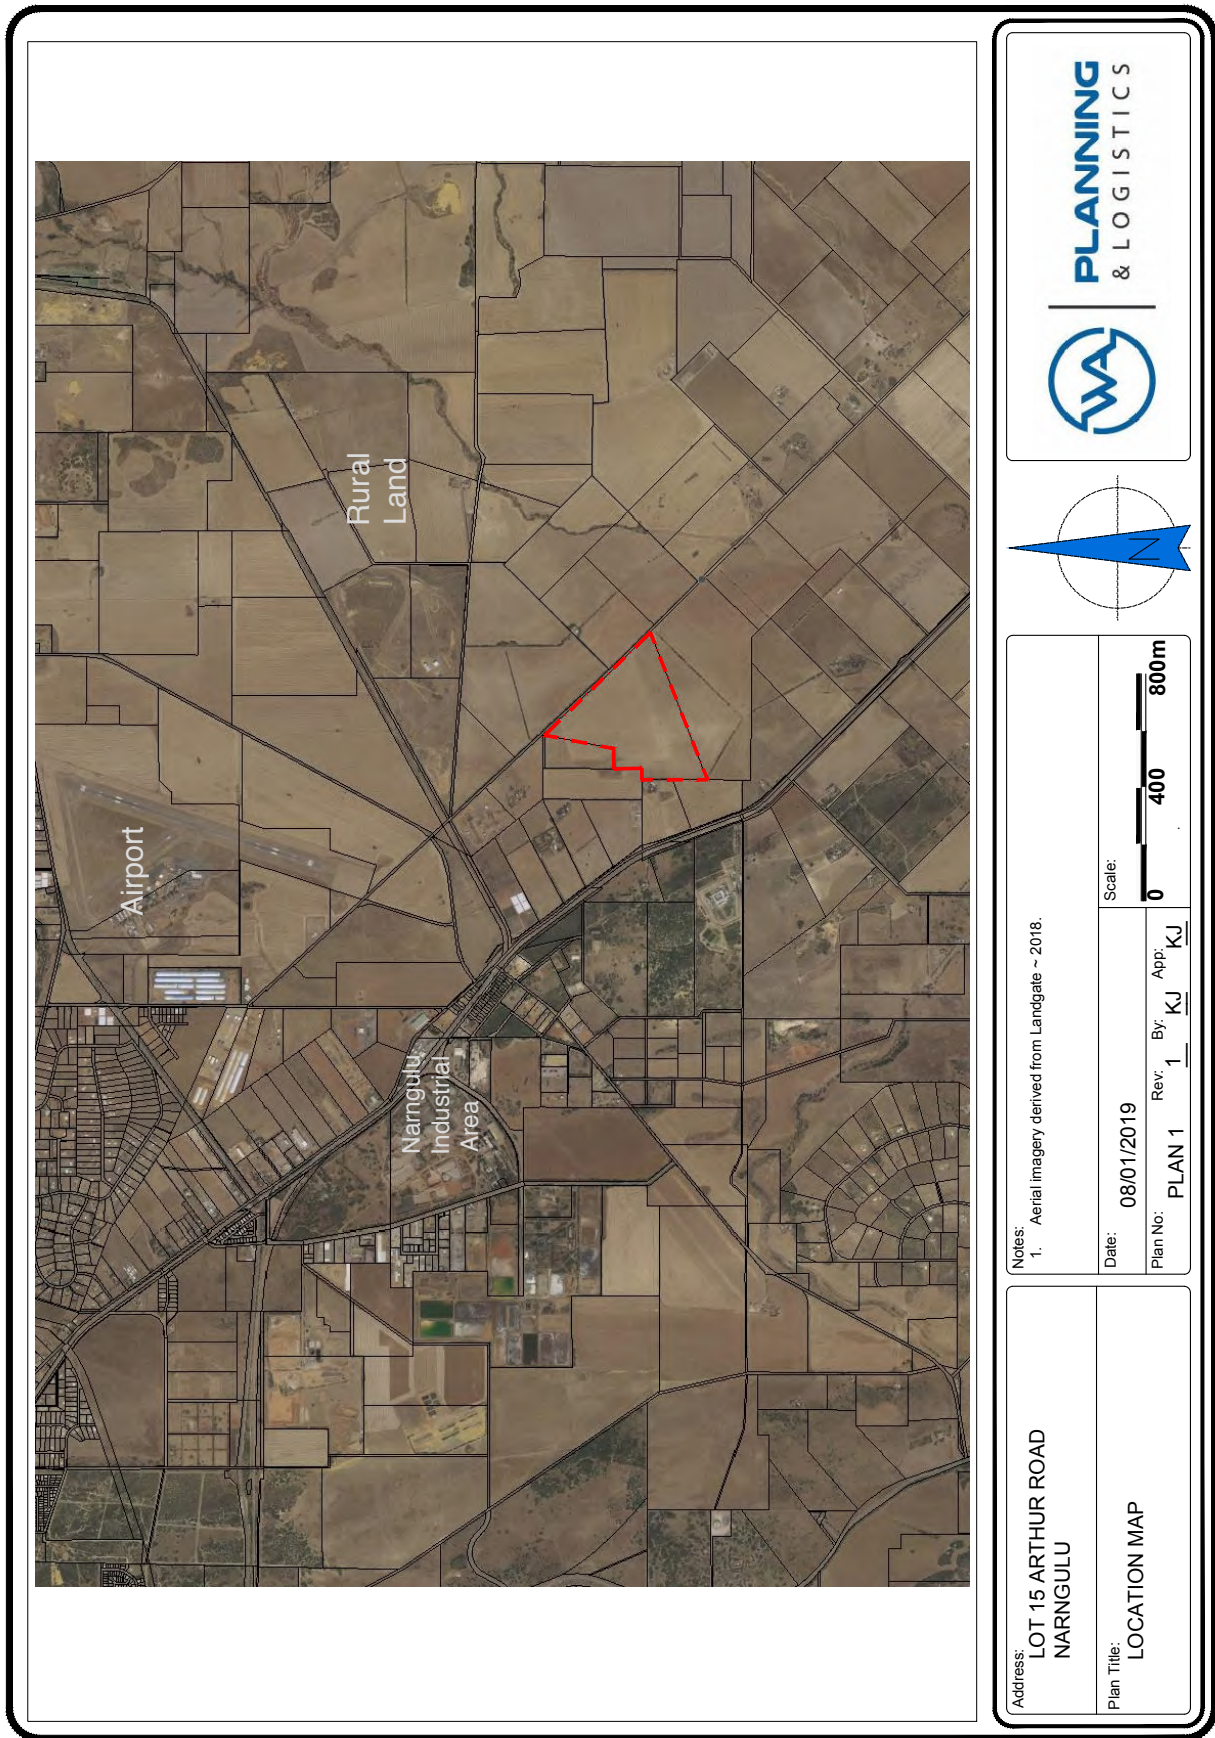 Airport
Rural
Land
Narngulu
Industrial
Area
Address:
LOT 15 ARTHUR ROAD
NARNGULU
Plan Title:
LOCATION MAP
Notes:
1. Aerial imagery derived from Landgate ~ 2018.
Date:
08/01/2019
Plan No:
PLAN 1
Rev:
1
By:
KJ
App:
KJ
Scale:
0 400 800m
N
WA
PLANNING
& LOGISTICS